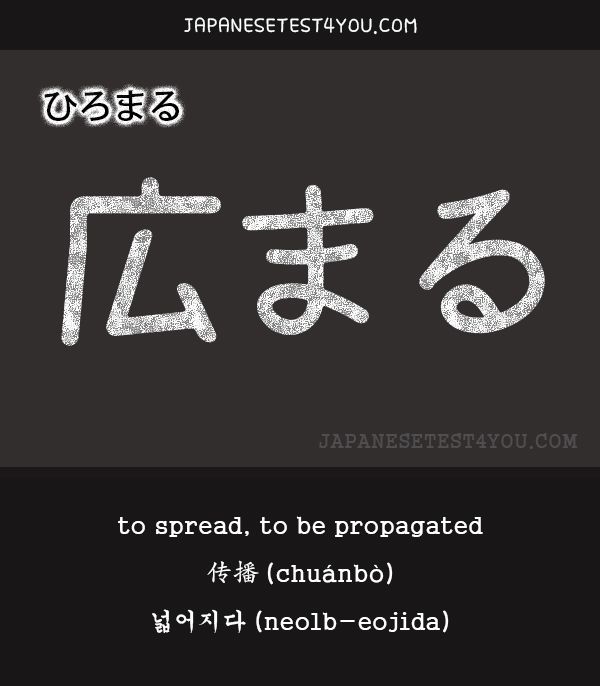 JAPANESETEST4YOU.COM
ひろまる
広まる
JAPANESETEST4YOU.COM
to spread, to be propagated
传播 (chuánbò)
넓어지다 (neolb-eojida)